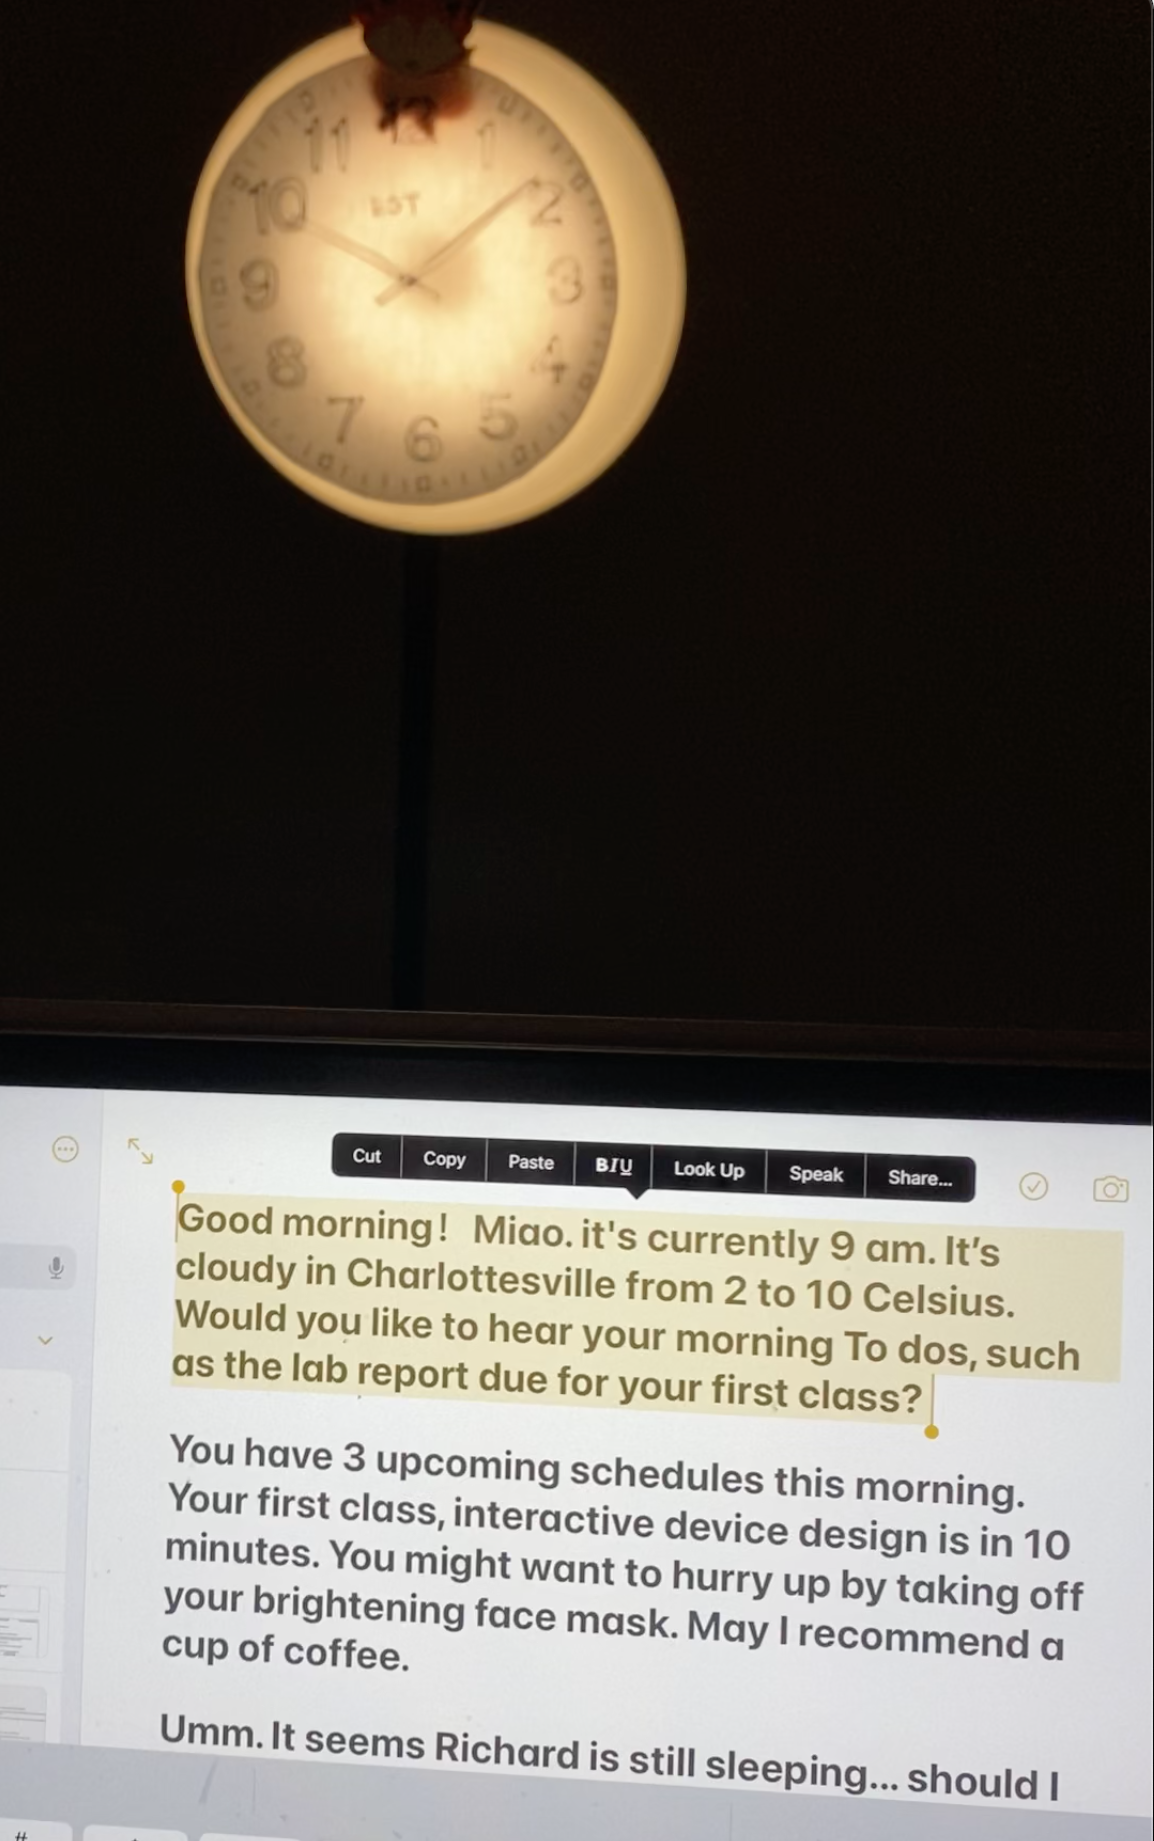 12
11
1
10
EST
2
9
3
8
4
7
5
6
Cut Copy Paste BIU Look Up Speak Share...
Good morning! Miao. it's currently 9 am. It's
cloudy in Charlottesville from 2 to 10 Celsius.
Would you like to hear your morning To dos, such
as the lab report due for your first class?
You have 3 upcoming schedules this morning.
Your first class, interactive device design is in 10
minutes. You might want to hurry up by taking off
your brightening face mask. May I recommend a
cup of coffee.
Umm. It seems Richard is still sleeping... should I
#